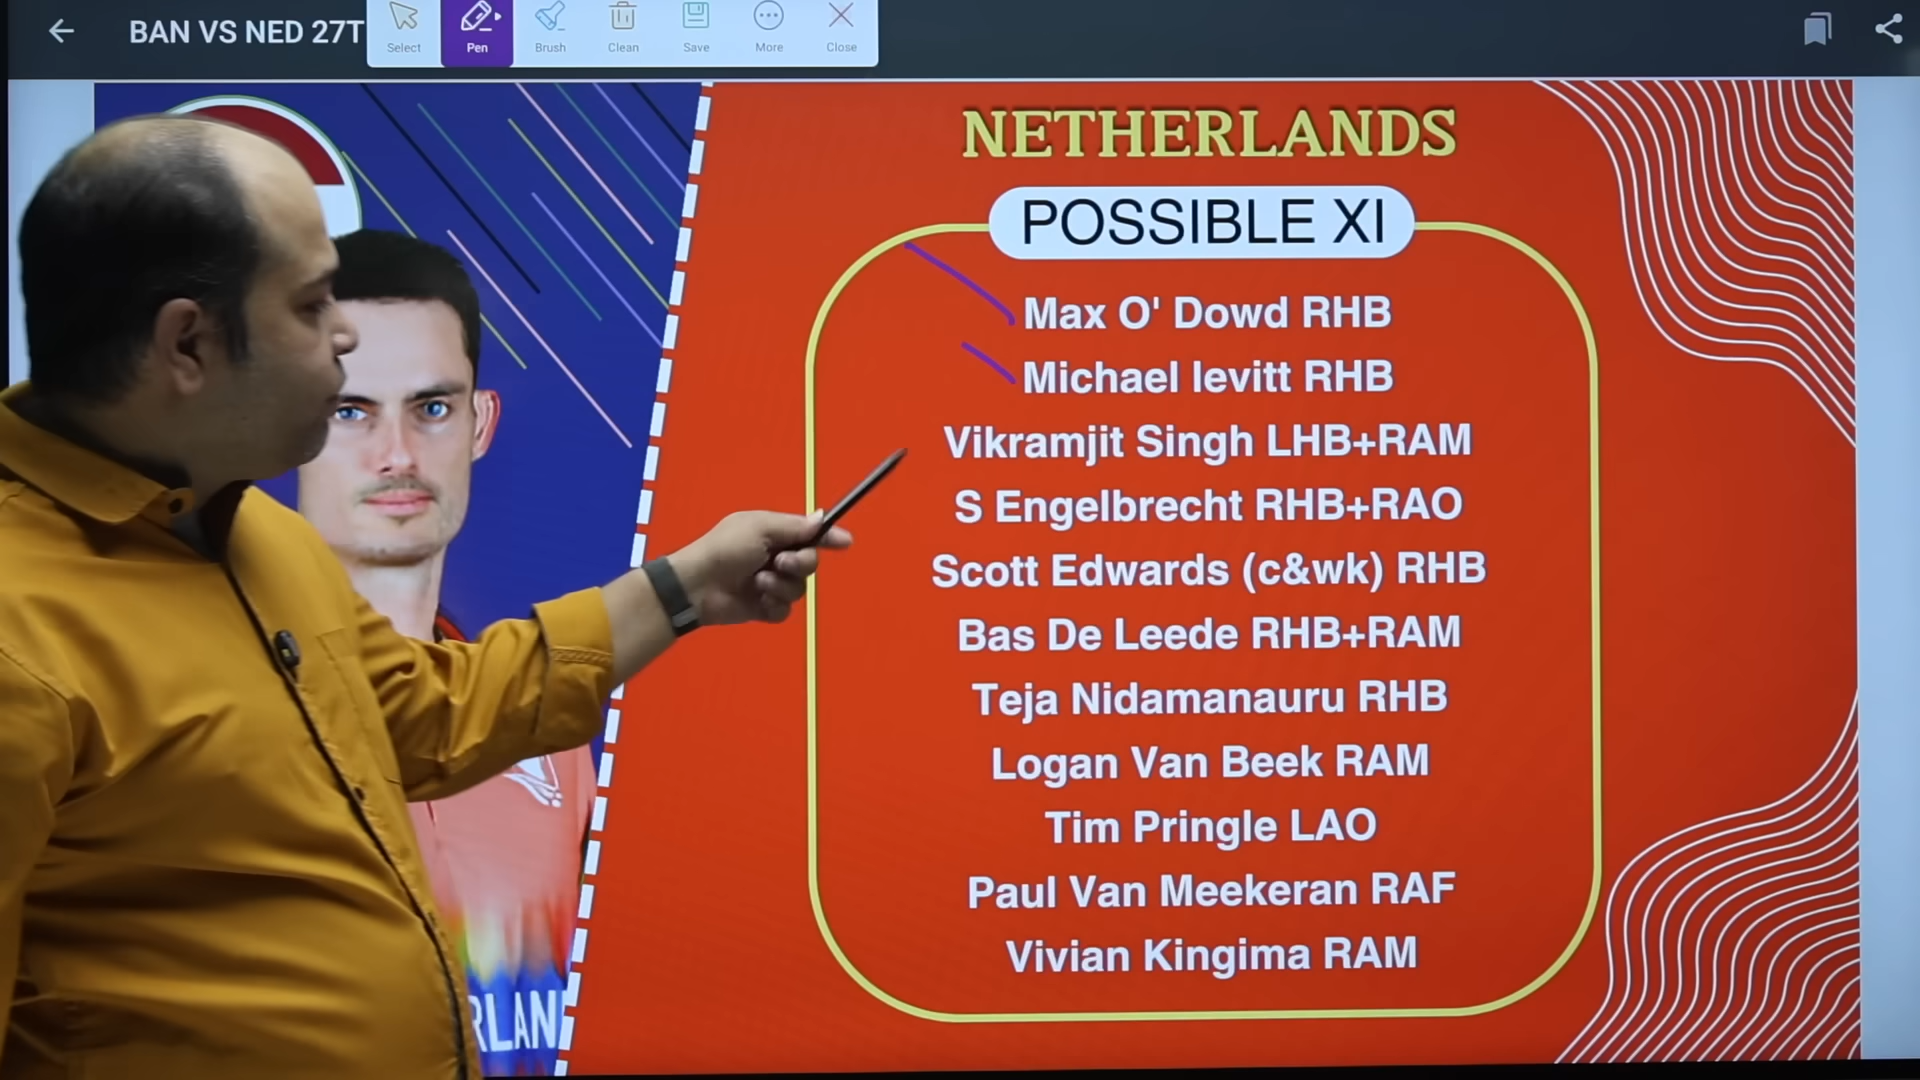 BAN VS NED 27T
Select
Pen
Brush
Clean
Save
More
Close
NETHERLANDS
POSSIBLE XI
Max O' Dowd RHB
Michael levitt RHB
Vikramjit Singh LHB+RAM
S Engelbrecht RHB+RAO
Scott Edwards (c&wk) RHB
Bas De Leede RHB+RAM
Teja Nidamanauru RHB
Logan Van Beek RAM
Tim Pringle LAO
Paul Van Meekeran RAF
Vivian Kingima RAM
RLAN